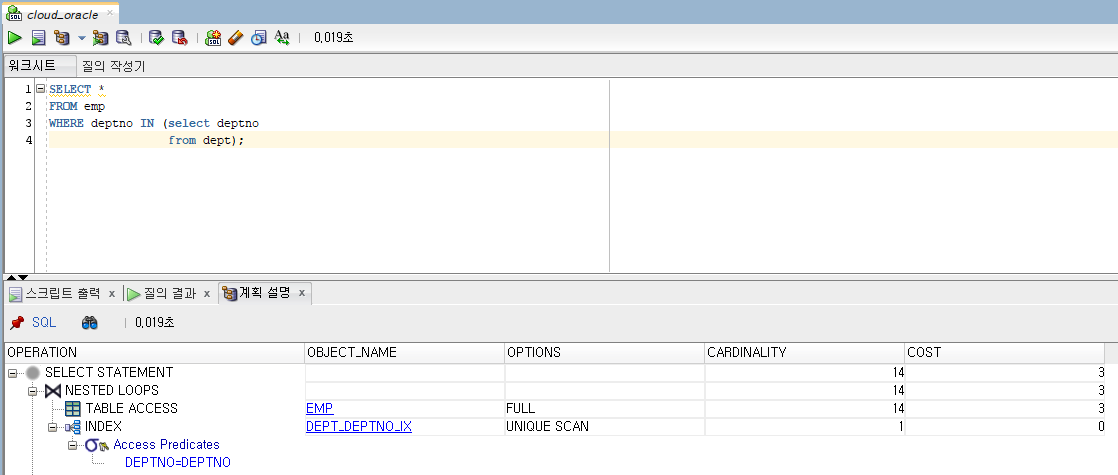 cloud_oracle
0,019초
워크시트 질의 작성기
1 SELECT *
2 FROM emp
3 WHERE deptno IN (select deptno
4 from dept);
스크립트 출력 x 질의 결과 x 계획 설명 x
SQL 0,019초
OPERATION OBJECT_NAME OPTIONS CARDINALITY COST
SELECT STATEMENT 14 3
NESTED LOOPS 14 3
TABLE ACCESS EMP FULL 14 3
INDEX DEPT_DEPTNO_IX UNIQUE SCAN 1 0
Access Predicates
DEPTNO=DEPTNO